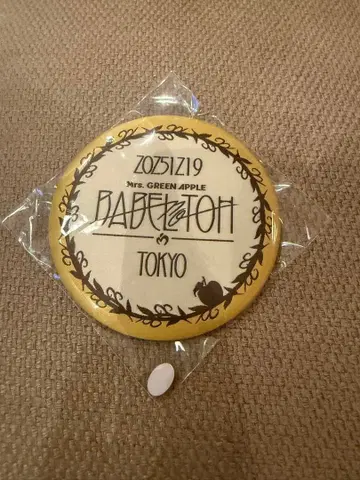 20251219
Mrs. GREEN APPLE
BABEL no TOH
TOKYO